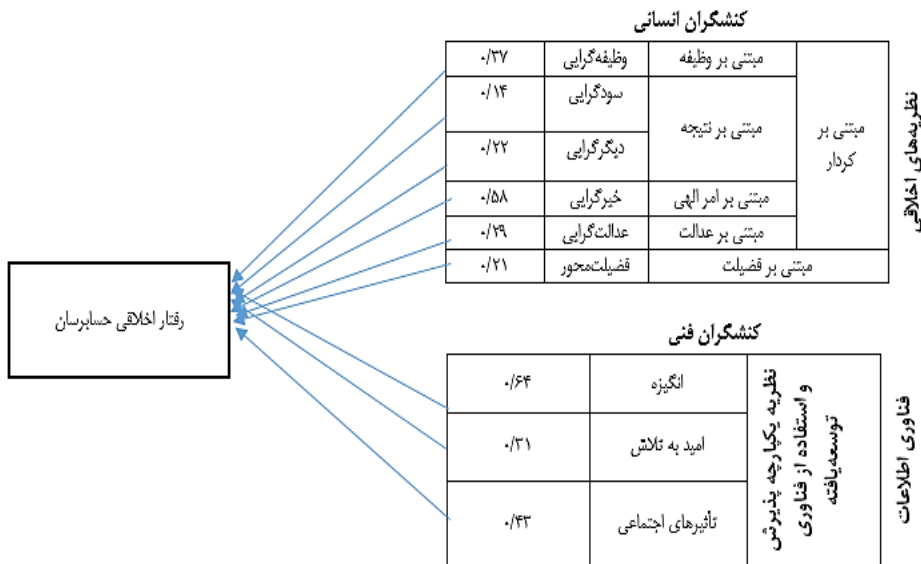 کنشگران انسانی
نظریه‌های اخلاقی
مبتنی بر
کردار
مبتنی بر وظیفه
وظیفه‌گرایی
۰/۳۷
مبتنی بر نتیجه
سودگرایی
۰/۱۴
دیگرگرایی
۰/۲۲
مبتنی بر امر الهی
خیرگرایی
۰/۵۸
مبتنی بر عدالت
عدالت‌گرایی
۰/۲۹
مبتنی بر فضیلت
فضیلت‌محور
۰/۲۱
رفتار اخلاقی حسابرسان
کنشگران فنی
فناوری اطلاعات
نظریه یکپارچه پذیرش
و استفاده از فناوری
توسعه‌یافته
انگیزه
۰/۶۴
امید به تلاش
۰/۳۱
تأثیرهای اجتماعی
۰/۴۳